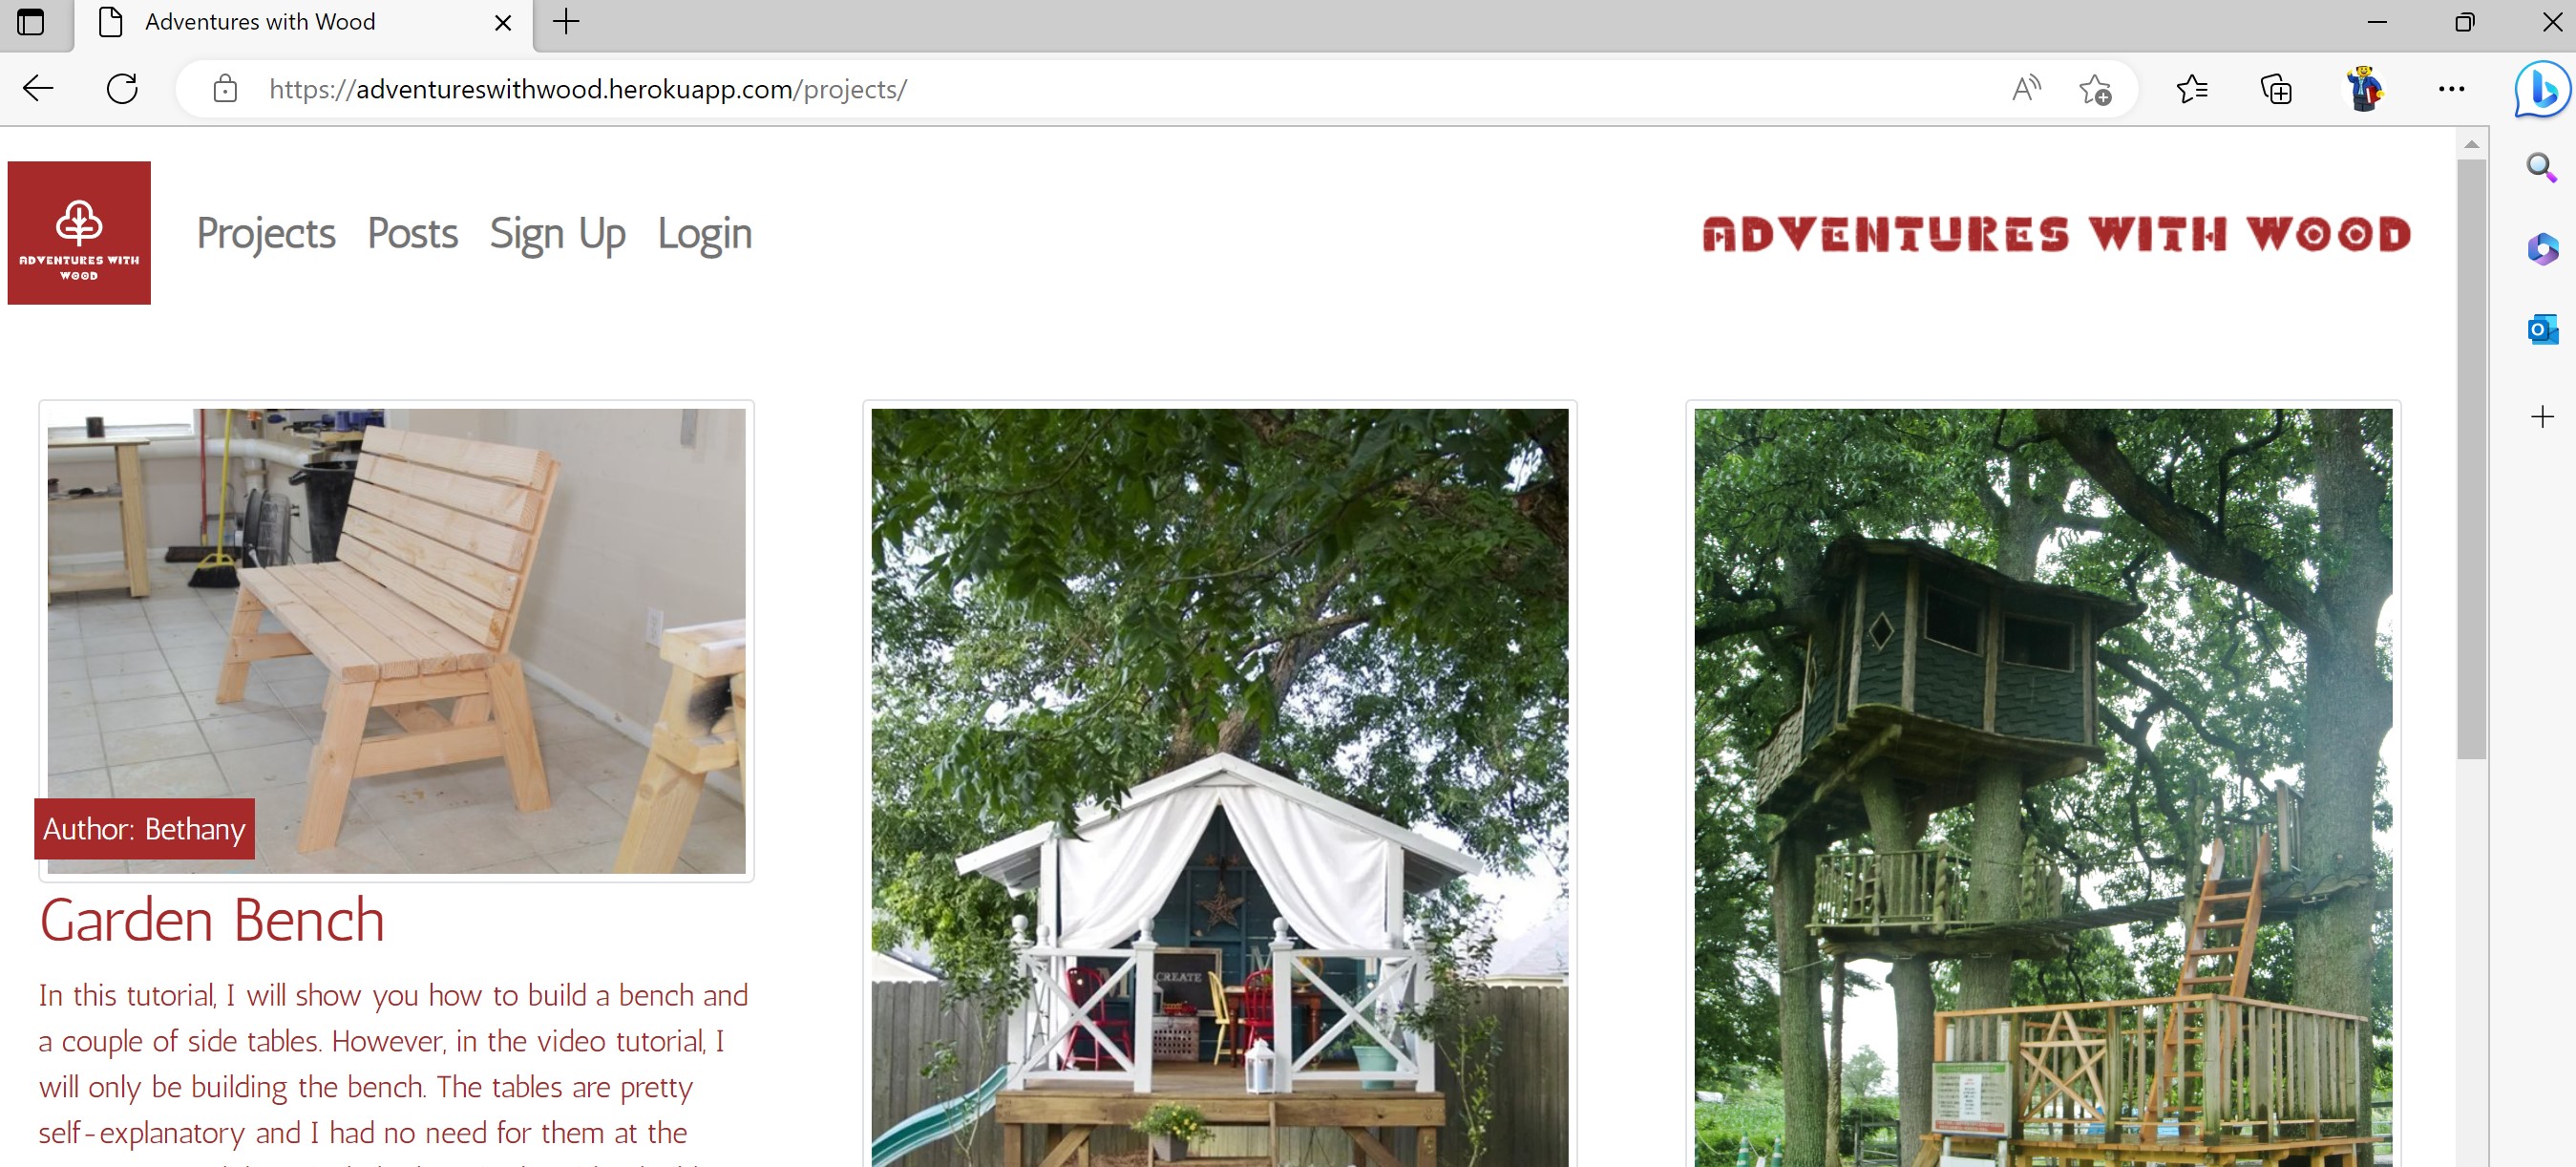 Adventures with Wood
https://adventureswithwood.herokuapp.com/projects/
ADVENTURES WITH
WOOD
Projects Posts Sign Up Login
ADVENTURES WITH WOOD
CREATE
Author: Bethany
Garden Bench
In this tutorial, I will show you how to build a bench and
a couple of side tables. However, in the video tutorial, I
will only be building the bench. The tables are pretty
self-explanatory and I had no need for them at the